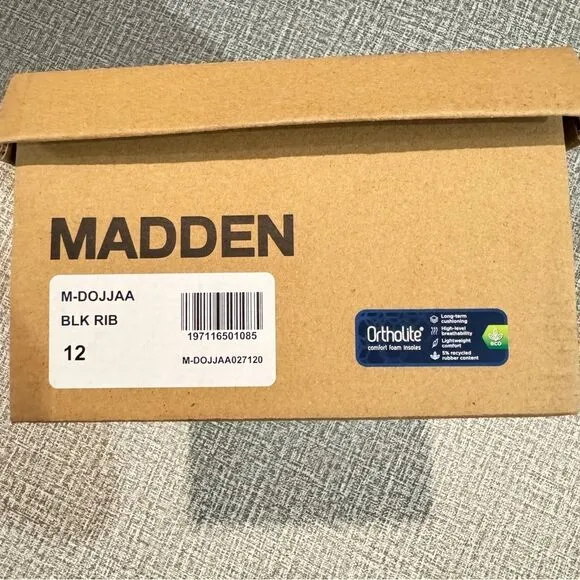 MADDEN
M-DOJJAA
BLK RIB
12
197116501085
M-DOJJAA027120
Ortholite®
comfort foam insoles
Long-term
cushioning
High-level
breathability
Lightweight
comfort
5% recycled
rubber content
eco